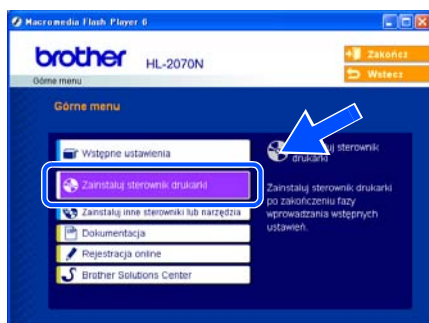 Macromedia Flash Player 6
brother HL-2070N
Zakończ
Wstecz
Górne menu
Górne menu
Wstępne ustawienia
Zainstaluj sterownik drukarki
Zainstaluj inne sterowniki lub narzędzia
Dokumentacja
Rejestracja online
Brother Solutions Center
sterownik
drukarki
Zainstaluj sterownik drukarki
po zakończeniu fazy
wprowadzania wstępnych
ustawień.